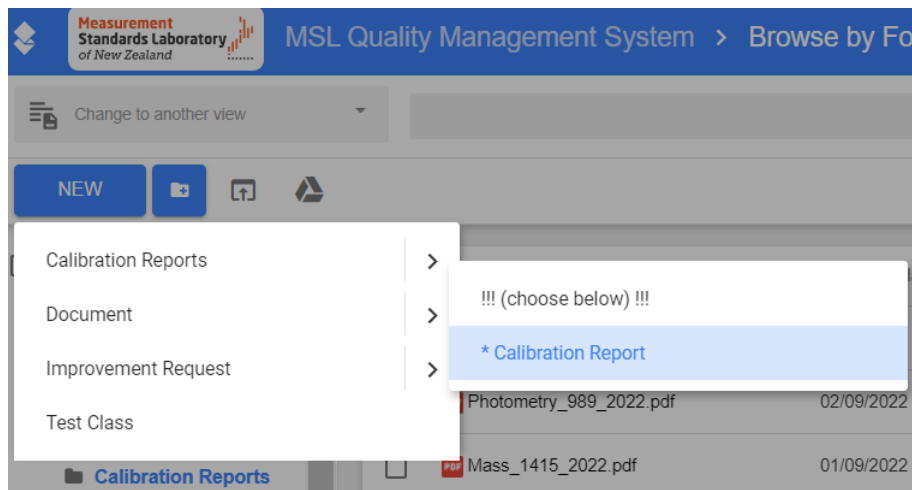 Measurement
Standards Laboratory
of New Zealand
MSL Quality Management System > Browse by Fo
Change to another view
NEW
Calibration Reports
!!! (choose below) !!!
Document
* Calibration Report
Improvement Request
Photometry_989_2022.pdf 02/09/2022
Test Class
PDF Mass_1415_2022.pdf 01/09/2022
Calibration Reports